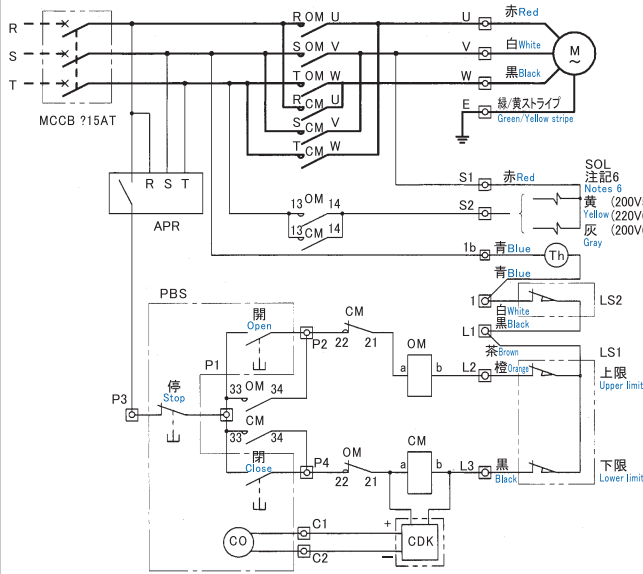 R OM U U 赤Red
R
S S OM V V 白White M ~
T T OM W W 黒Black
R CM U
S CM V E 緑/黄ストライプ
MCCB ?15AT Green/Yellow stripe
T CM W
SOL
R S T S1 赤Red 注記6
Notes 6
13 OM 14 S2 黄 (200V
APR Yellow (220V
13 CM 14 灰 (200V
Gray
1b 青Blue Th
青Blue
PBS 1 LS2
白White
開 CM 黒Black
Open L1
P2 22 21 OM 茶Brown LS1
P1 a b L2 橙Orange 上限
停 33 OM 34 Upper limit
P3 Stop
CM
33 34 OM CM
閉 P4 a b L3 黒 下限
Close 22 21 Black Lower limit
C1 +
CO CDK
C2 −